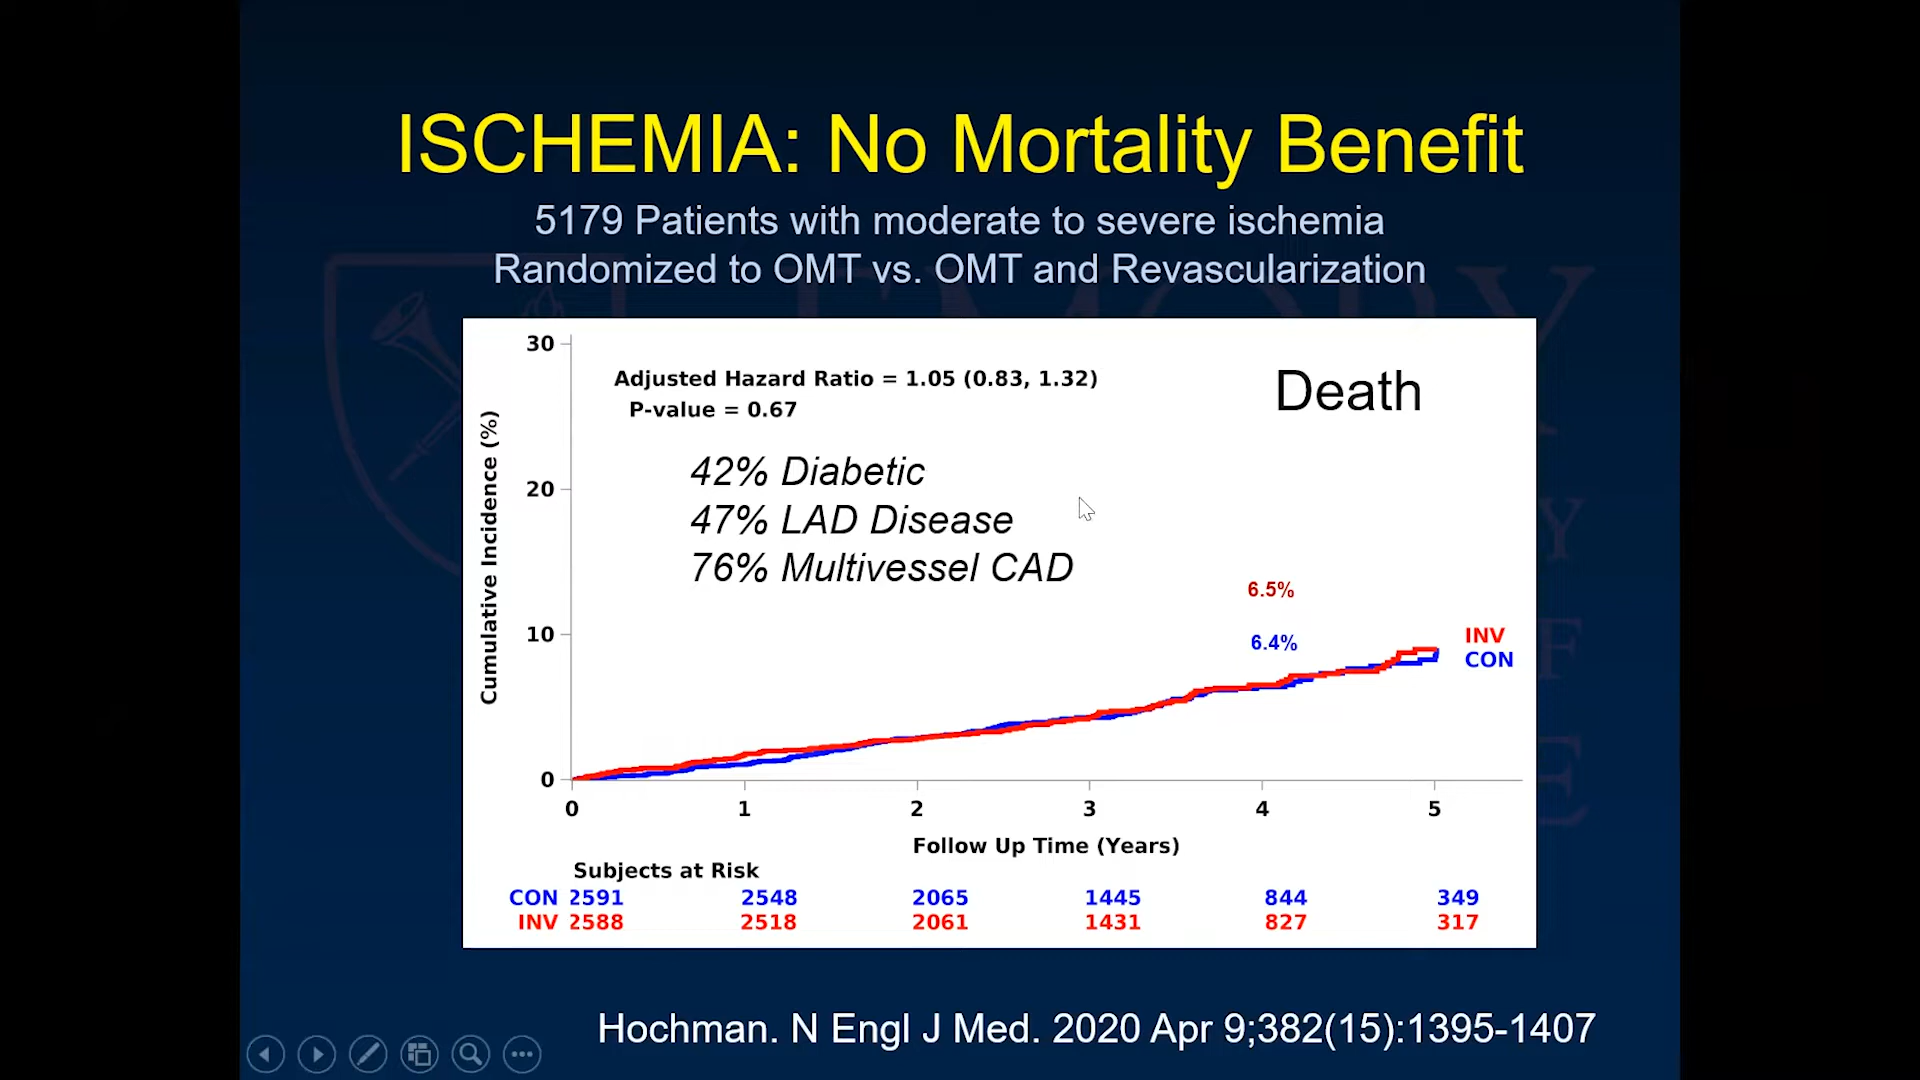 ISCHEMIA: No Mortality Benefit
5179 Patients with moderate to severe ischemia
Randomized to OMT vs. OMT and Revascularization
Death
Adjusted Hazard Ratio = 1.05 (0.83, 1.32)
P-value = 0.67
42% Diabetic
47% LAD Disease
76% Multivessel CAD
Cumulative Incidence (%)
30
20
10
0
6.5%
6.4%
INV
CON
0 1 2 3 4 5
Follow Up Time (Years)
Subjects at Risk
CON 2591 2548 2065 1445 844 349
INV 2588 2518 2061 1431 827 317
Hochman. N Engl J Med. 2020 Apr 9;382(15):1395-1407